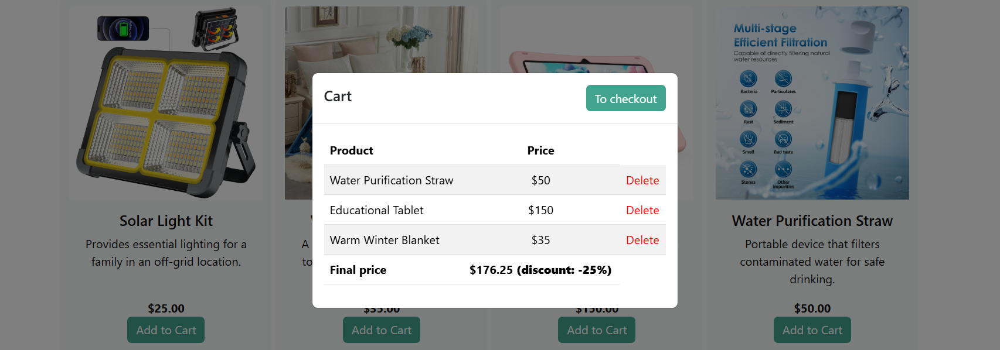 Multi-stage
Efficient Filtration
Capable of directly filtering natural
water resources
Bacteria Particulates
Rust Sediment
Smell Bad taste
Stones Other
impurities
Cart
To checkout
Product Price
Water Purification Straw $50 Delete
Educational Tablet $150 Delete
Warm Winter Blanket $35 Delete
Final price $176.25 (discount: -25%)
Solar Light Kit
Provides essential lighting for a
family in an off-grid location.
$25.00
Add to Cart
A
to
$35.00
Add to Cart
$150.00
Add to Cart
Water Purification Straw
Portable device that filters
contaminated water for safe
drinking.
$50.00
Add to Cart